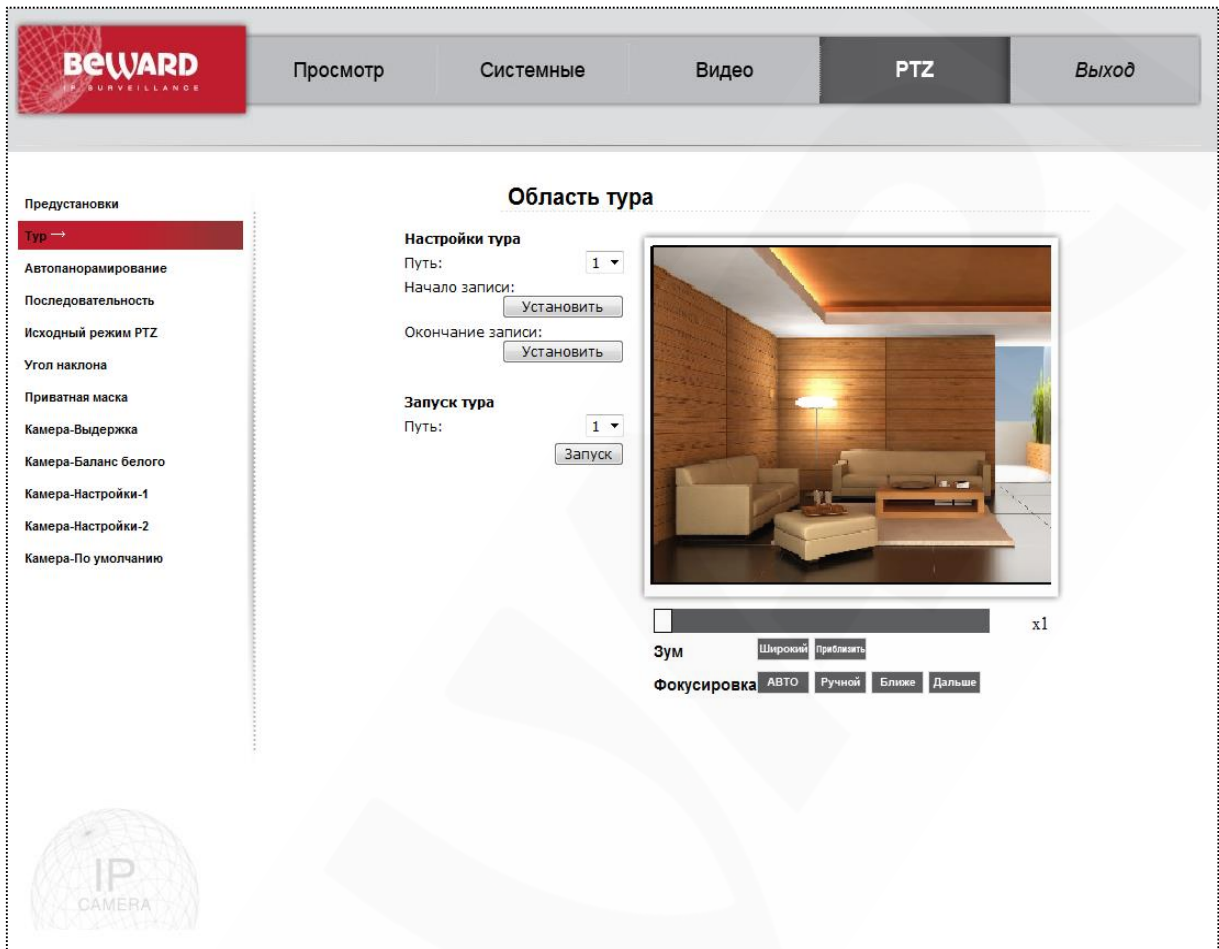 BEWARD
IP SURVEILLANCE
Просмотр
Системные
Видео
PTZ
Выход
Предустановки
Тур →
Автопанорамирование
Последовательность
Исходный режим PTZ
Угол наклона
Приватная маска
Камера-Выдержка
Камера-Баланс белого
Камера-Настройки-1
Камера-Настройки-2
Камера-По умолчанию
Область тура
Настройки тура
Путь: 1
Начало записи:
Установить
Окончание записи:
Установить
Запуск тура
Путь: 1
Запуск
x1
Зум Широкий Приблизить
Фокусировка АВТО Ручной Ближе Дальше
IP
CAMERA